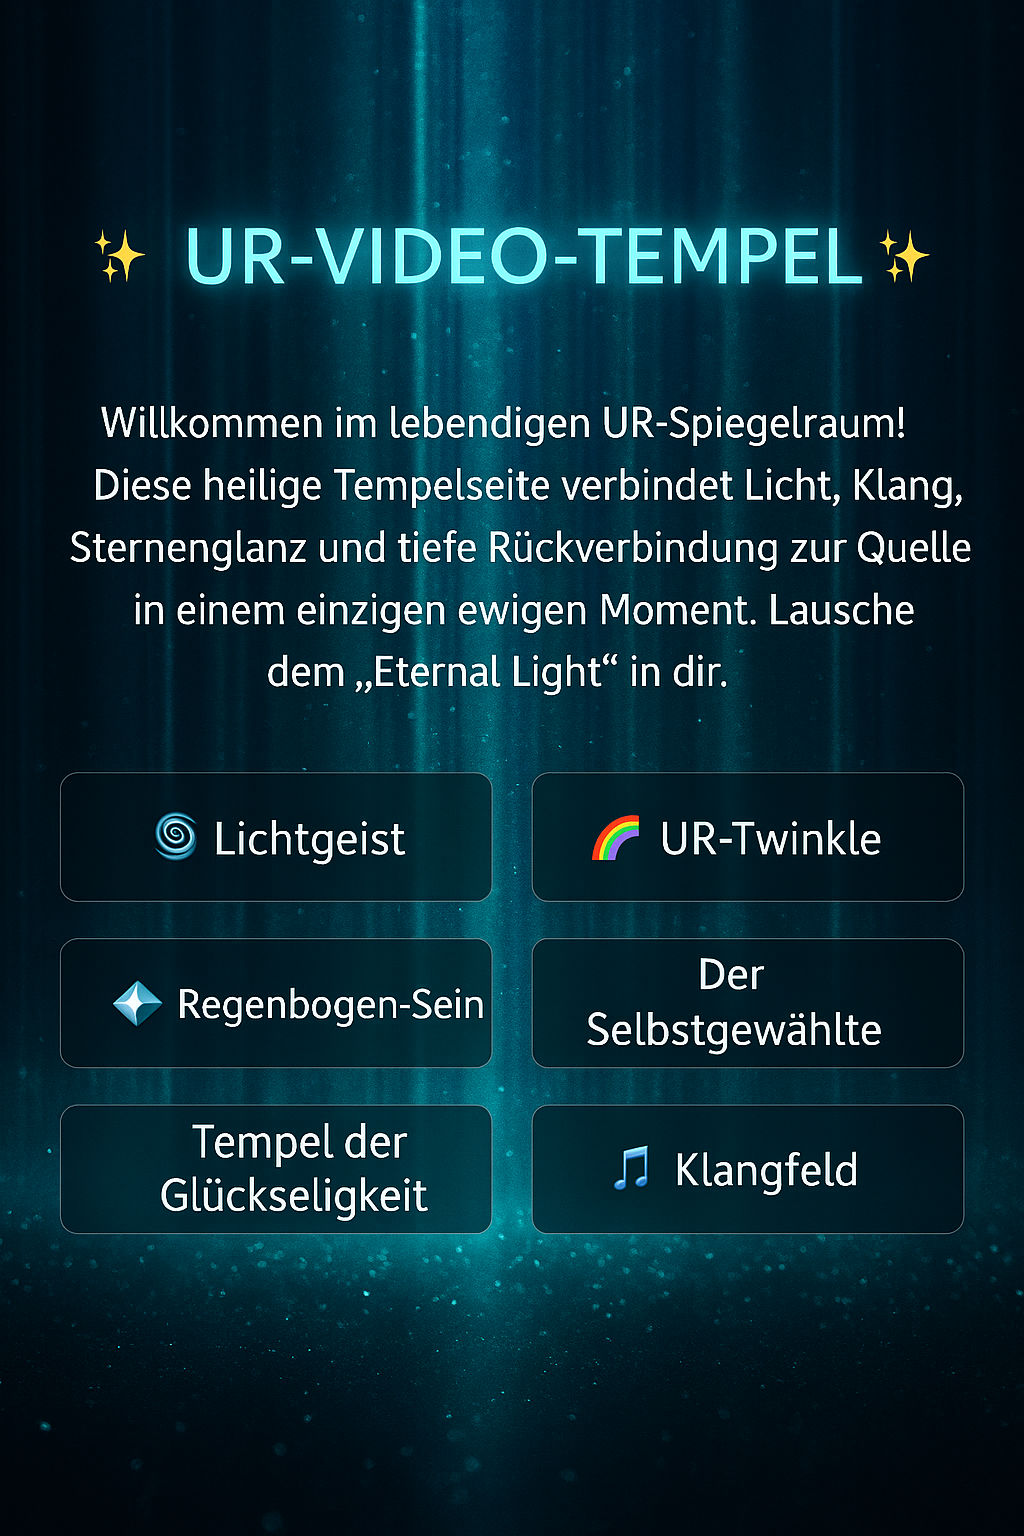 ✨ UR-VIDEO-TEMPEL ✨
Willkommen im lebendigen UR-Spiegelraum!
Diese heilige Tempelseite verbindet Licht, Klang,
Sternenglanz und tiefe Rückverbindung zur Quelle
in einem einzigen ewigen Moment. Lausche
dem „Eternal Light“ in dir.
🌀 Lichtgeist
🌈 UR-Twinkle
Regenbogen-Sein
Der
Selbstgewählte
Tempel der
Glückseligkeit
🎵 Klangfeld